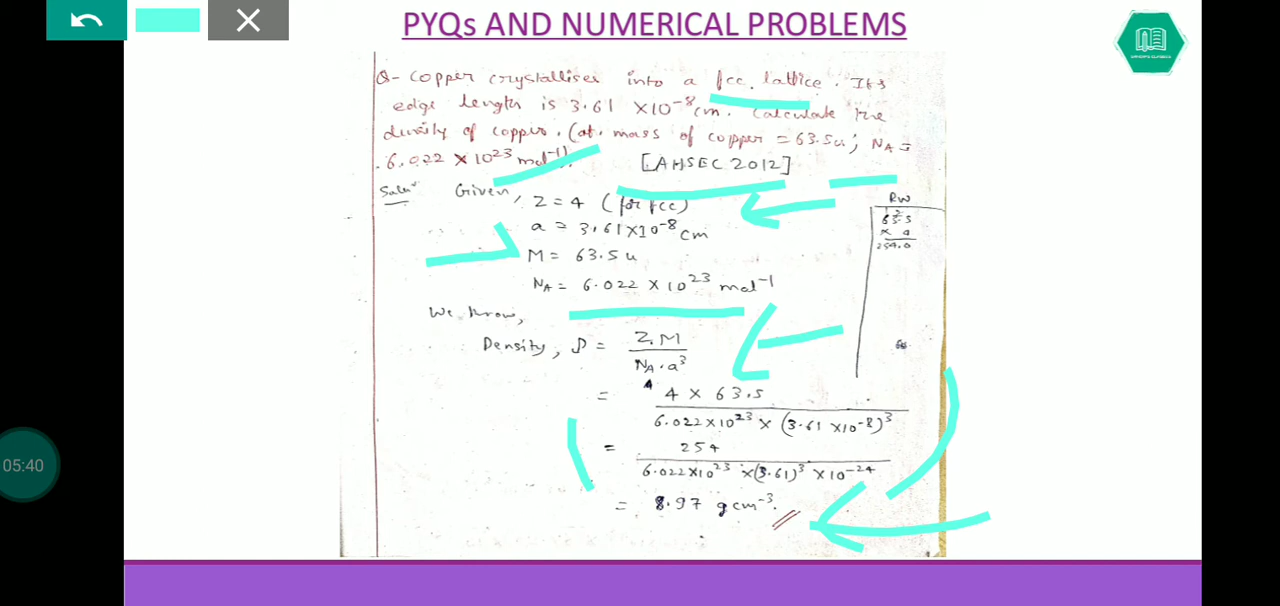 PYQs AND NUMERICAL PROBLEMS
Q- Copper crystallises into a fcc. lattice. Its
edge length is 3.61 ×10⁻⁸cm. Calculate the
density of copper. (at. mass of copper = 63.5u; NA =
6.022 × 10²³ mol⁻¹)
[AHSEC 2012]
Given,
Z = 4 (for fcc)
a = 3.61×10⁻⁸ cm
M = 63.5 u
NA = 6.022 × 10²³ mol⁻¹
We know,
Density, ρ = Z.M / NA.a³
= 4 × 63.5 / 6.022×10²³ × (3.61 ×10⁻⁸)³
= 254 / 6.022×10²³ ×(3.61)³ × 10⁻²⁴
= 8.97 g cm⁻³.
RW
63.5
× 4
254.0
05:40